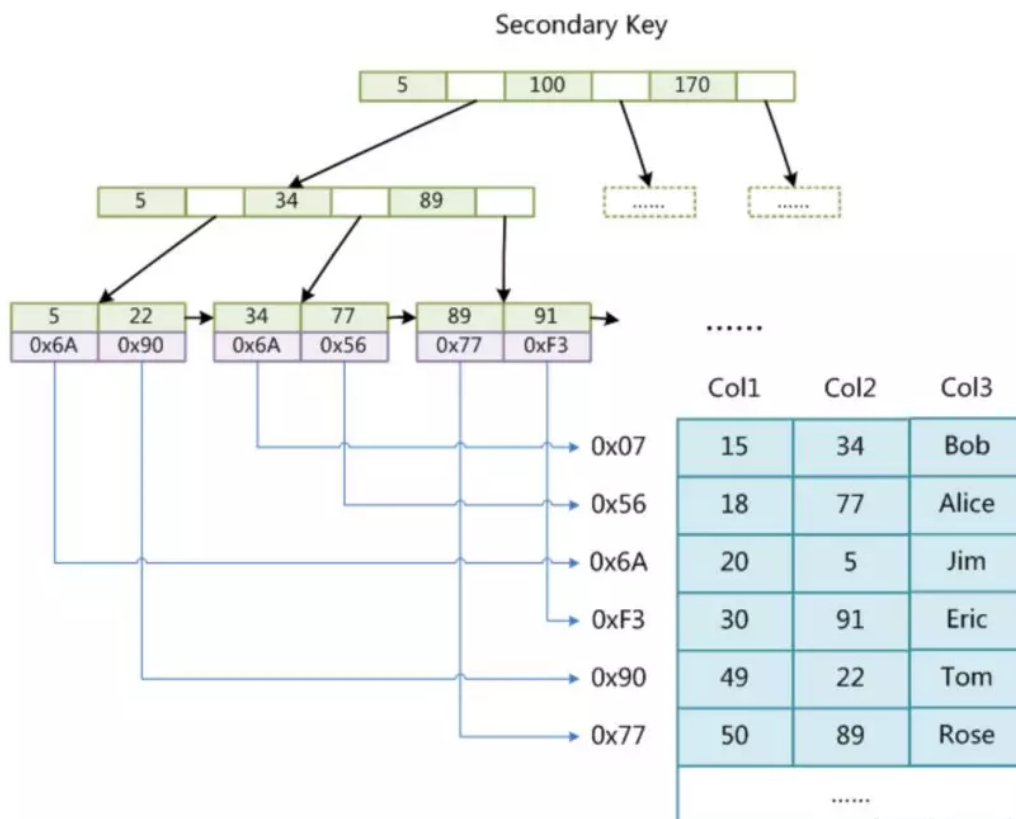 Secondary Key
5 100 170
5 34 89
...... ......
5 22 34 77 89 91
0x6A 0x90 0x6A 0x56 0x77 0xF3
......
Col1 Col2 Col3
0x07 15 34 Bob
0x56 18 77 Alice
0x6A 20 5 Jim
0xF3 30 91 Eric
0x90 49 22 Tom
0x77 50 89 Rose
......